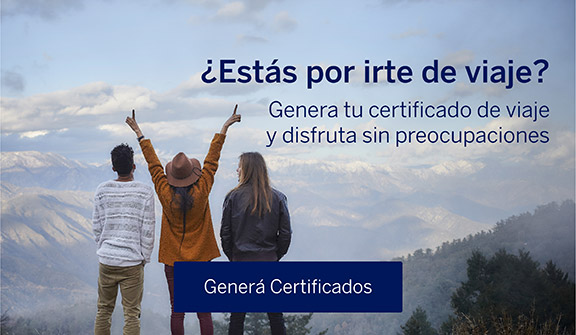 ¿Estás por irte de viaje?
Genera tu certificado de viaje
y disfruta sin preocupaciones
Generá Certificados